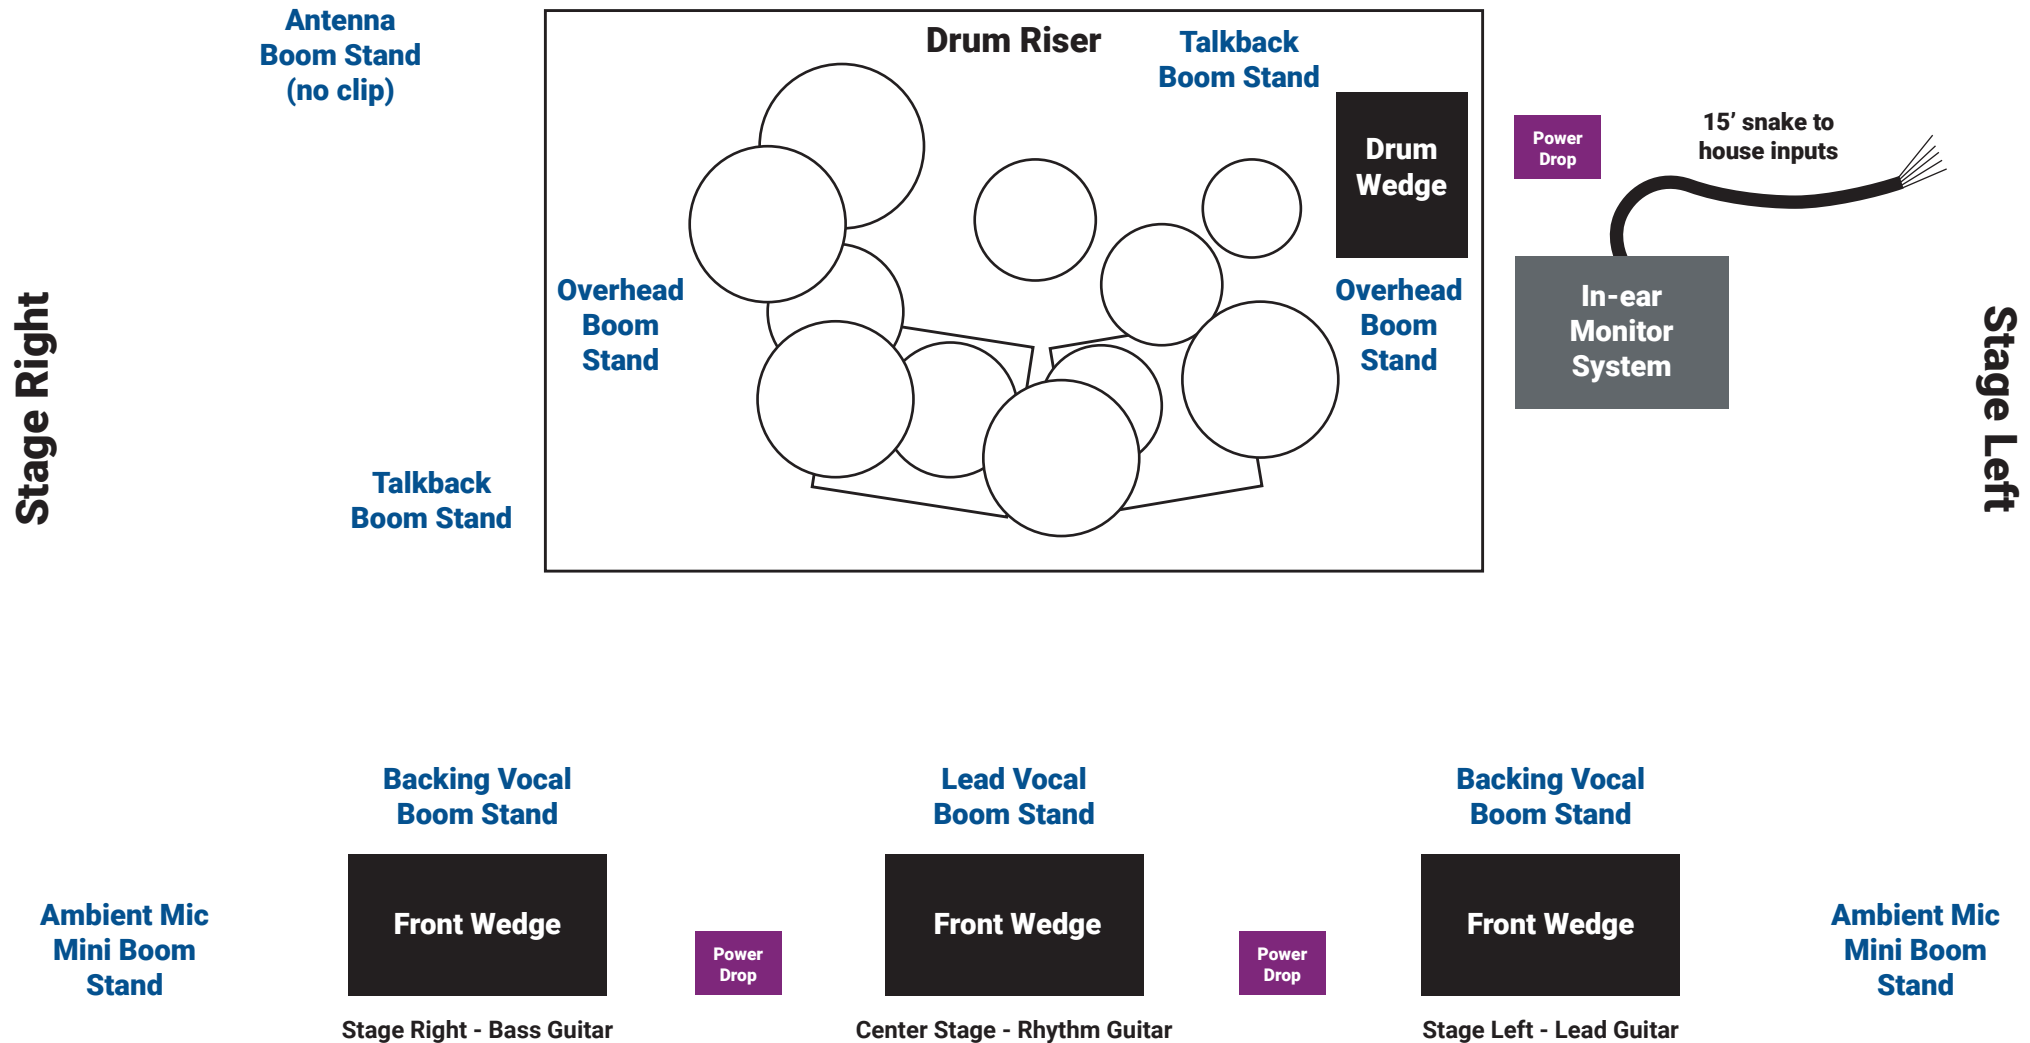 Antenna
Boom Stand
(no clip)
Drum Riser
Talkback
Boom Stand
Drum
Wedge
Power
Drop
15’ snake to
house inputs
Overhead
Boom
Stand
Overhead
Boom
Stand
In-ear
Monitor
System
Stage Right
Stage Left
Talkback
Boom Stand
Backing Vocal
Boom Stand
Lead Vocal
Boom Stand
Backing Vocal
Boom Stand
Ambient Mic
Mini Boom
Stand
Front Wedge
Power
Drop
Front Wedge
Power
Drop
Front Wedge
Ambient Mic
Mini Boom
Stand
Stage Right - Bass Guitar
Center Stage - Rhythm Guitar
Stage Left - Lead Guitar